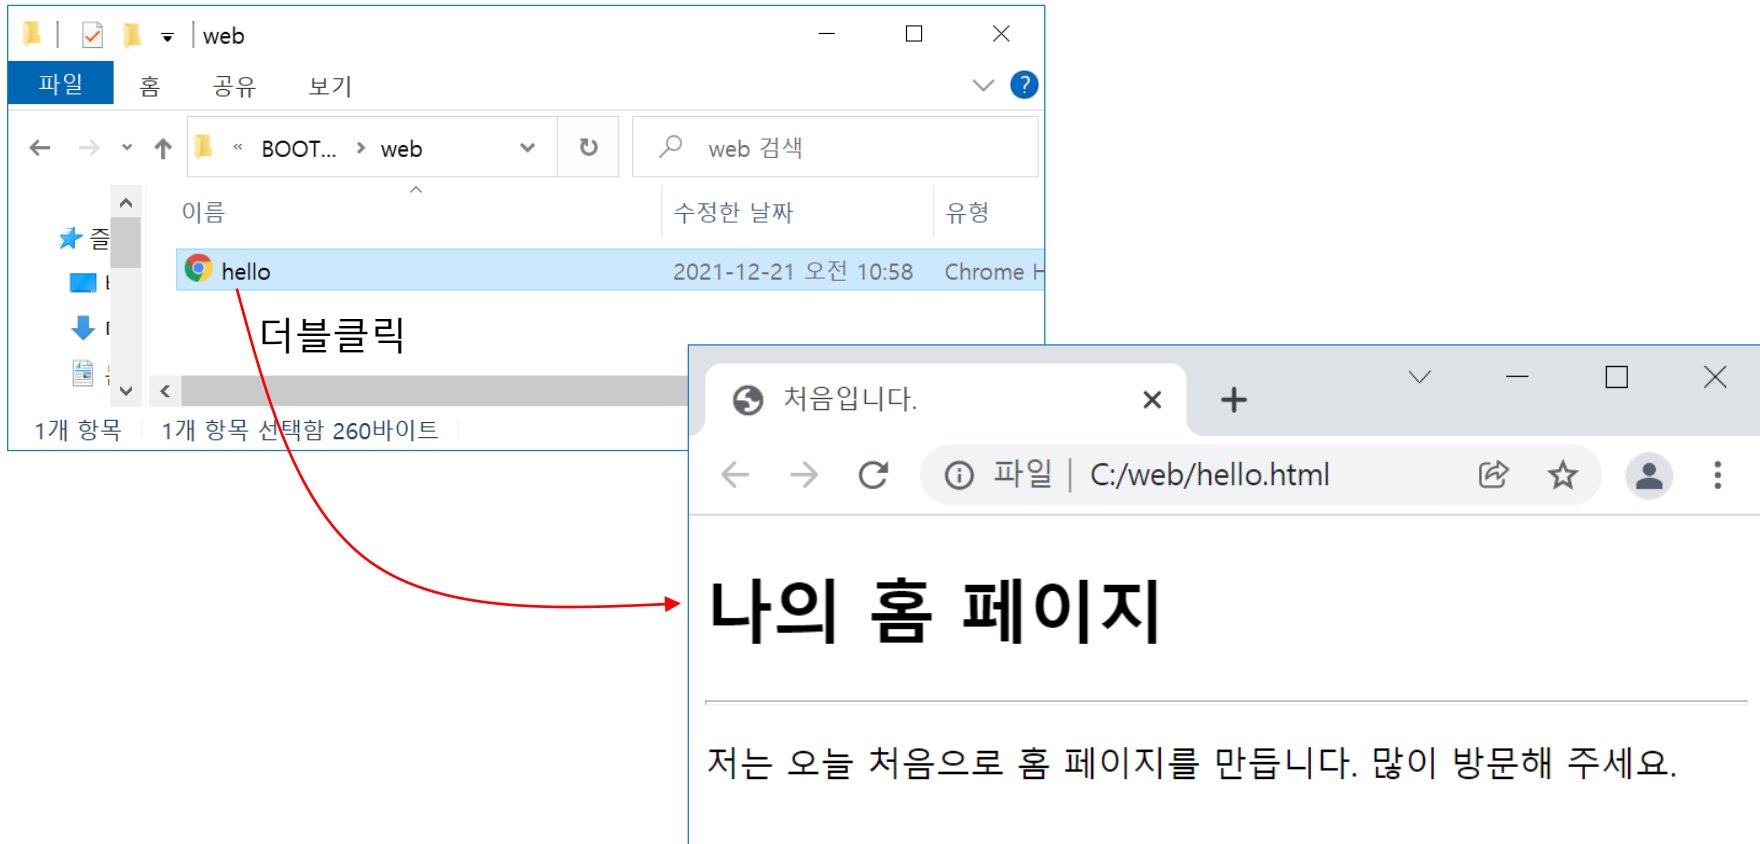 web
파일 홈 공유 보기
« BOOT... > web web 검색
이름 수정한 날짜 유형
즐
hello 2021-12-21 오전 10:58 Chrome H
더블클릭
1개 항목 1개 항목 선택함 260바이트
처음입니다.
파일 | C:/web/hello.html
나의 홈 페이지
저는 오늘 처음으로 홈 페이지를 만듭니다. 많이 방문해 주세요.